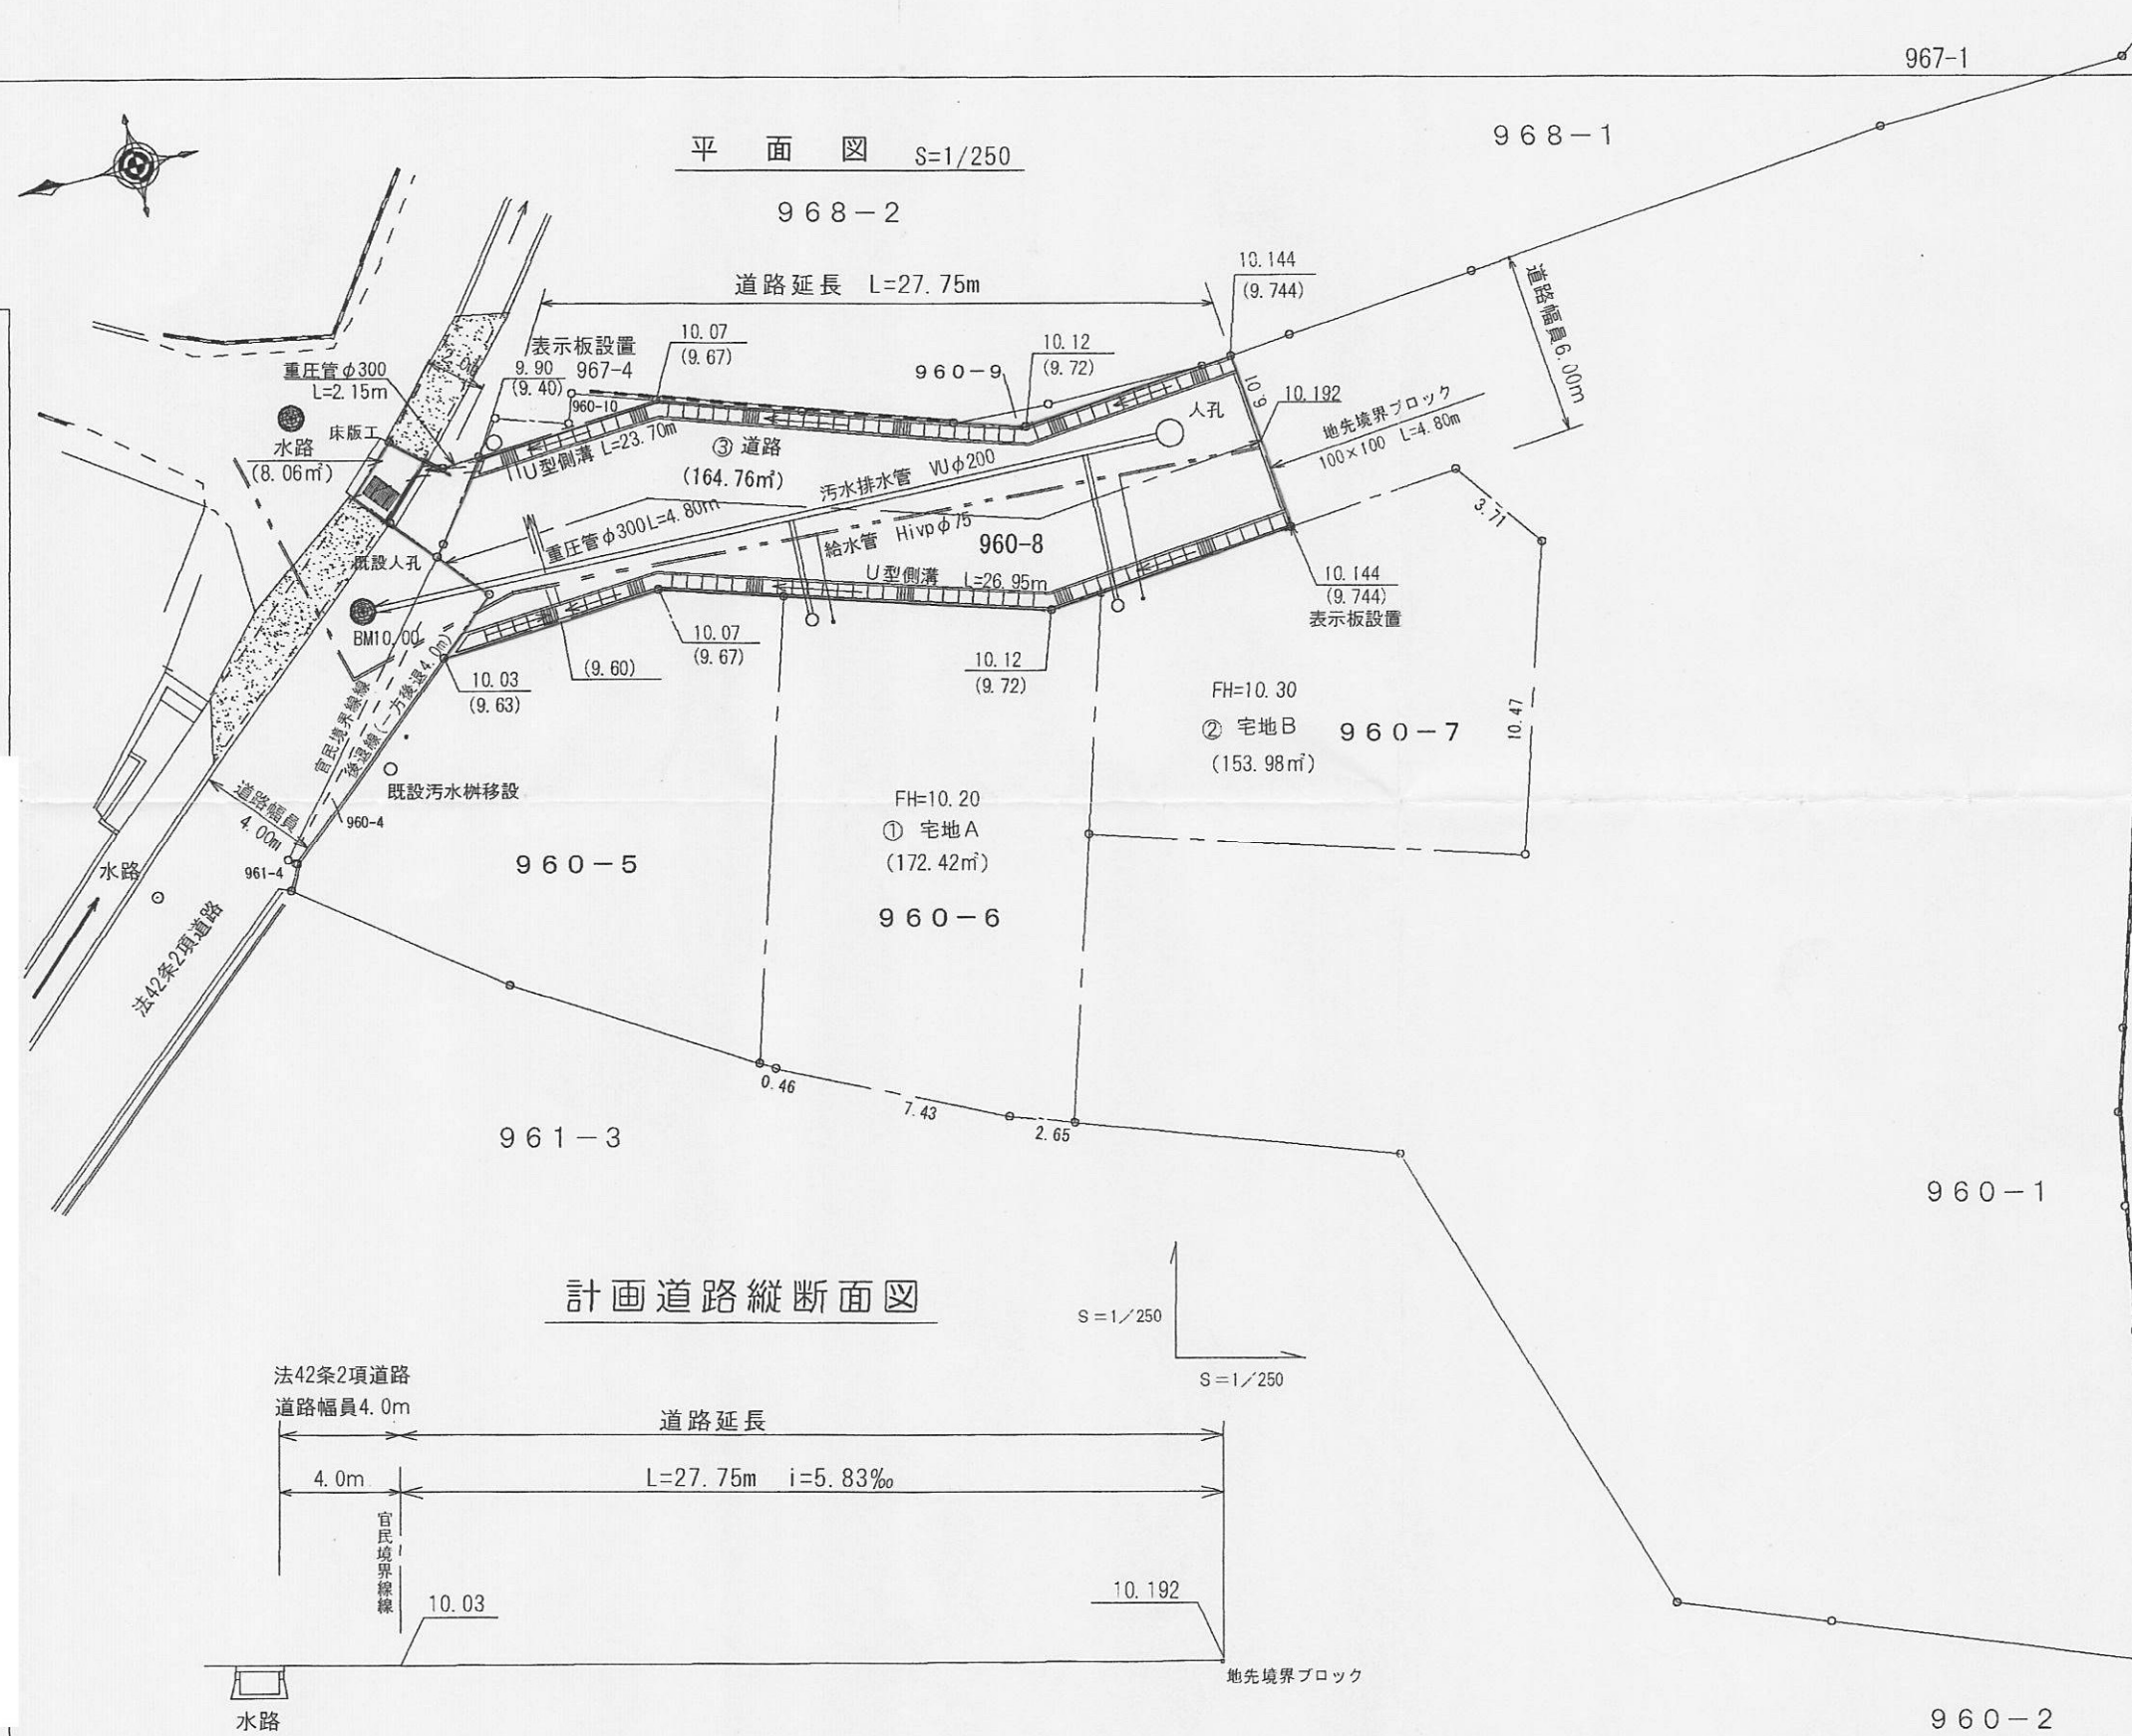 967-1
平 面 図 S=1/250
968-1
968-2
道路延長 L=27.75m
10.144
(9.744)
道路幅員6.00m
表示板設置
967-4
10.07
(9.67)
10.12
(9.72)
960-9
重圧管φ300
L=2.15m
9.90
(9.40)
960-10
2.00
6.01
10.192
人孔
地先境界ブロック
100×100 L=4.80m
水路
(8.06㎡)
床版工
U型側溝 L=23.70m
③ 道路
(164.76㎡)
汚水排水管 VUφ200
3.71
重圧管φ300L=4.80m
給水管 Hivpφ75
960-8
既設人孔
U型側溝 L=26.95m
10.144
(9.744)
表示板設置
BM10.00
10.07
(9.67)
(9.60)
10.12
(9.72)
10.03
(9.63)
官民境界線線
後退線(一方後退4.0m)
FH=10.30
② 宅地B
(153.98㎡)
960-7
10.47
既設汚水桝移設
道路幅員
4.00m
960-4
FH=10.20
① 宅地A
(172.42㎡)
960-5
水路
961-4
960-6
法42条2項道路
0.46
7.43
2.65
961-3
960-1
計画道路縦断面図
S=1/250
S=1/250
法42条2項道路
道路幅員4.0m
道路延長
4.0m
L=27.75m i=5.83‰
官民境界線線
10.03
10.192
地先境界ブロック
水路
960-2